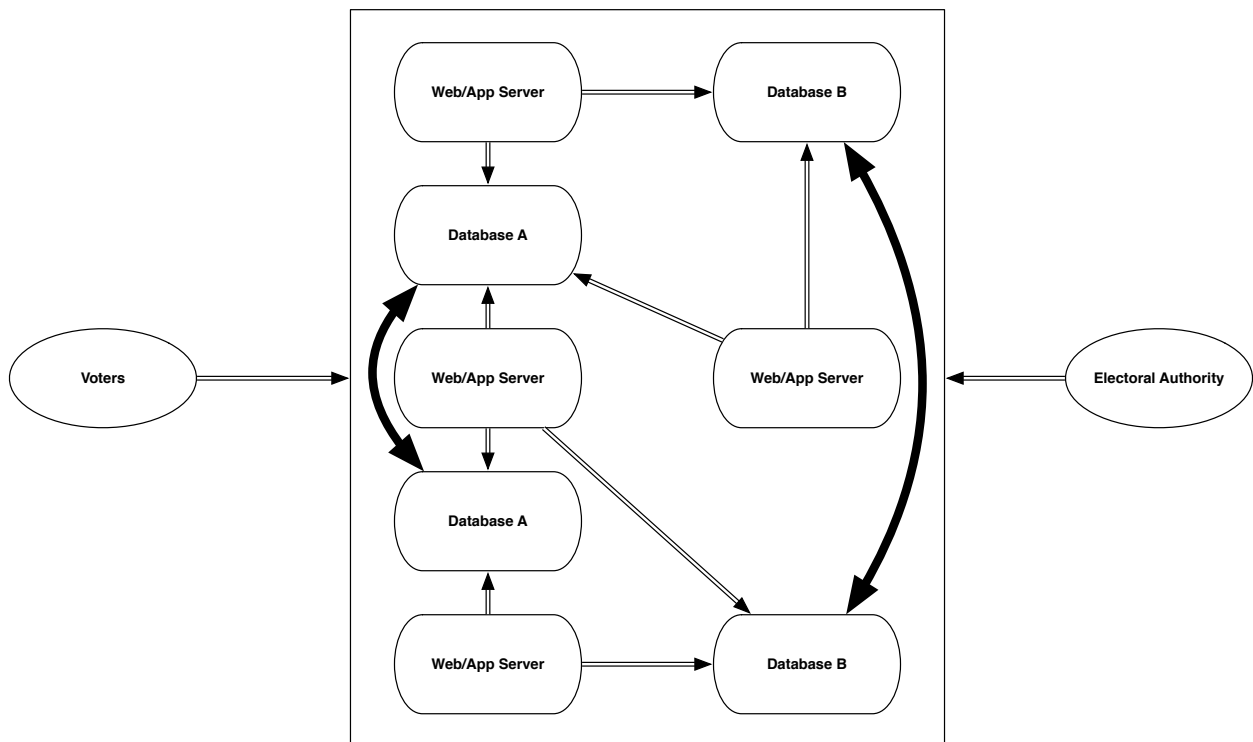 Web/App Server
Database B
Database A
Voters
Web/App Server
Web/App Server
Electoral Authority
Database A
Web/App Server
Database B